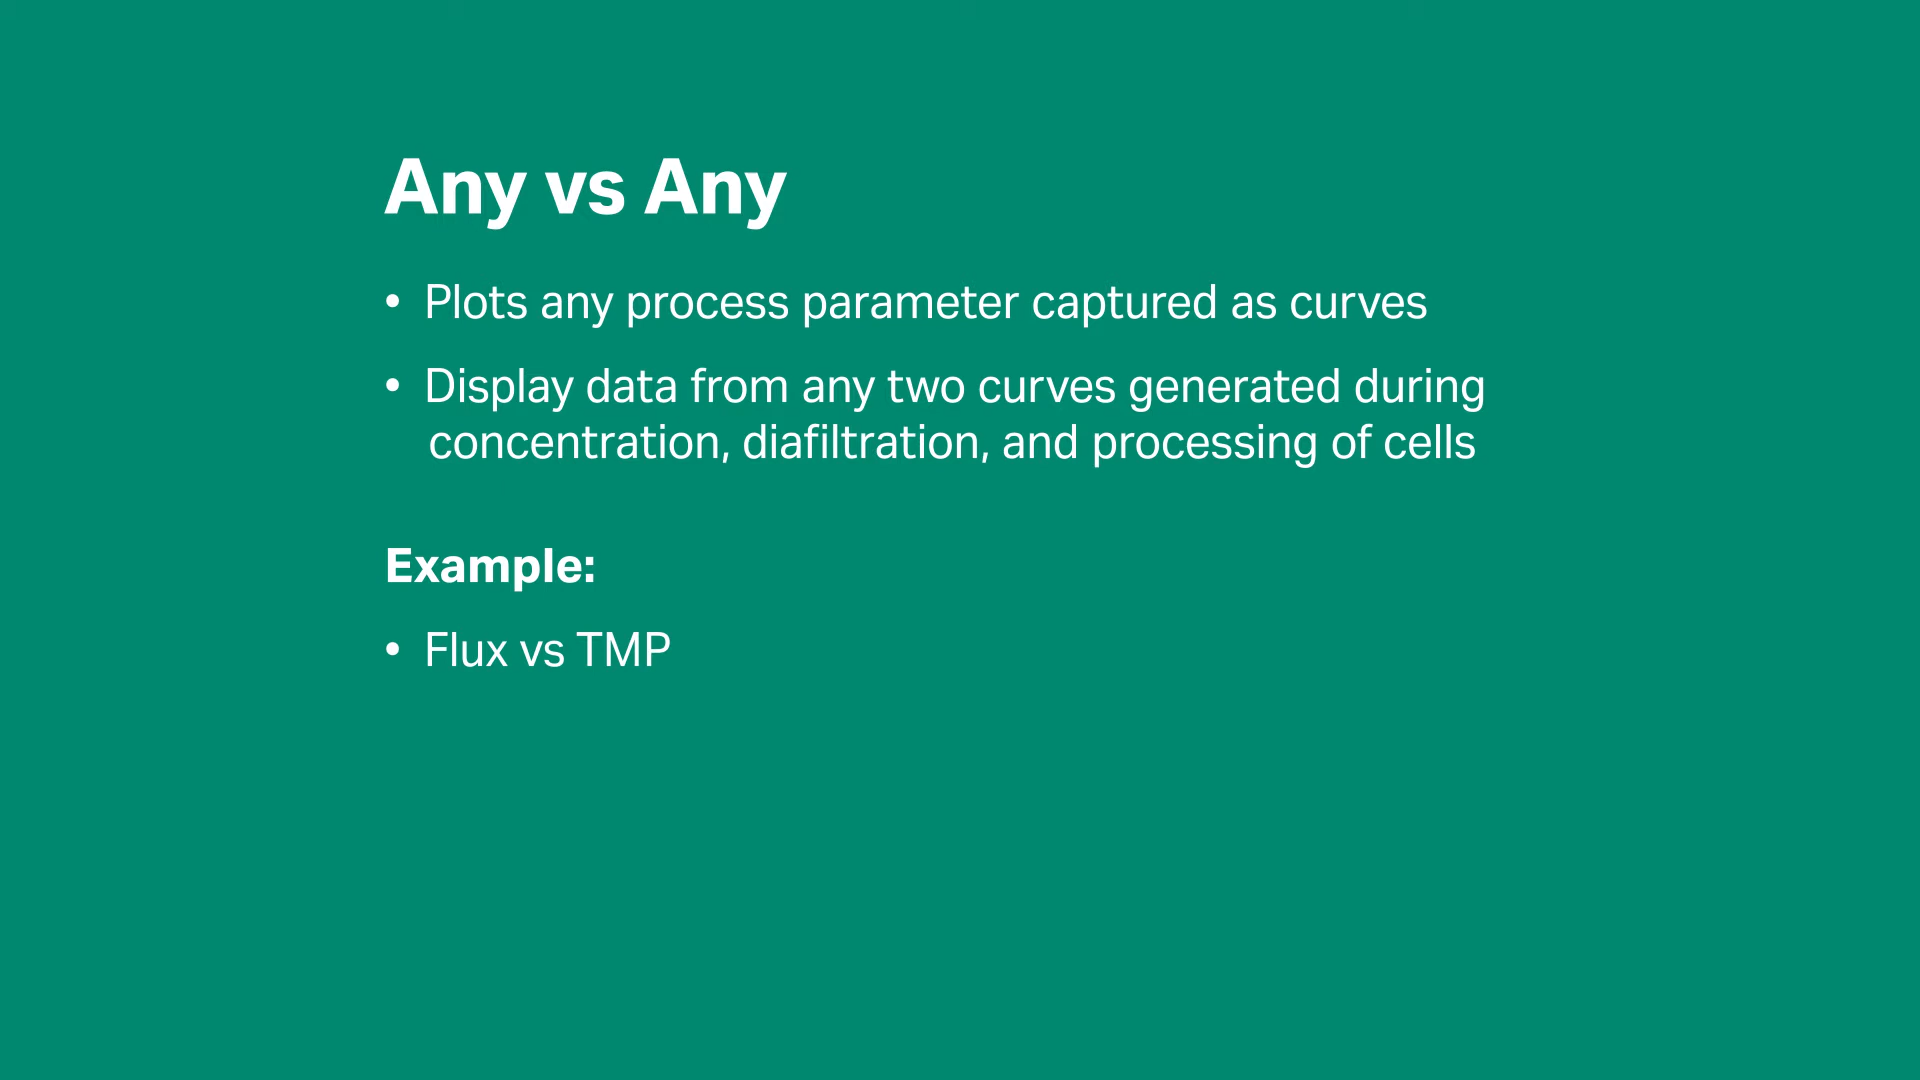 Any vs Any
• Plots any process parameter captured as curves
• Display data from any two curves generated during
concentration, diafiltration, and processing of cells
Example:
• Flux vs TMP